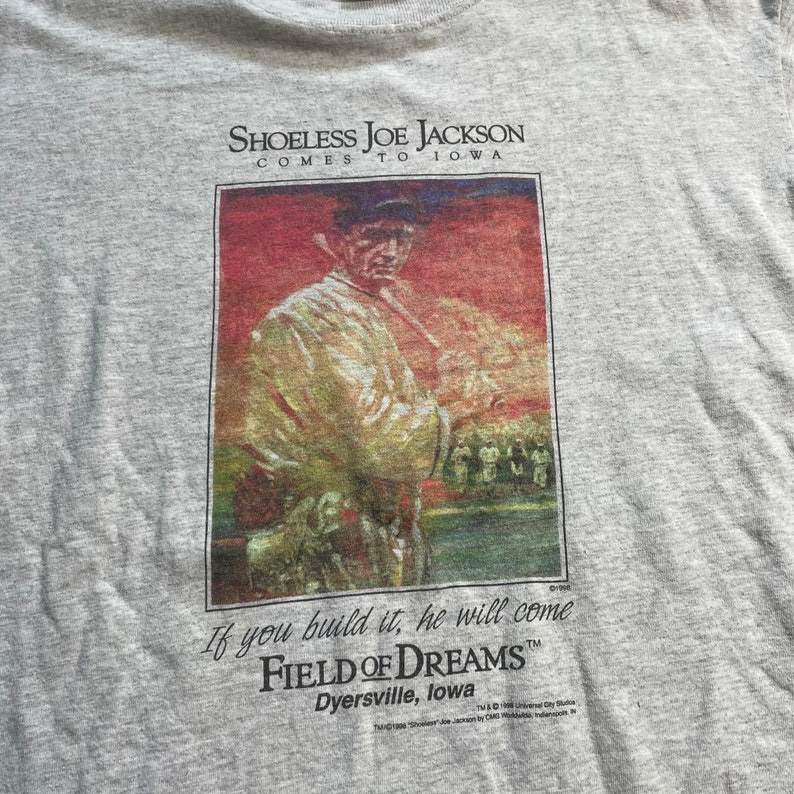 SHOELESS JOE JACKSON
COMES TO IOWA
©1998
If you build it, he will come
FIELD OF DREAMS™
Dyersville, Iowa
TM & © 1998 Universal City Studios
TM/©1998 "Shoeless" Joe Jackson by CMG Worldwide, Indianapolis, IN